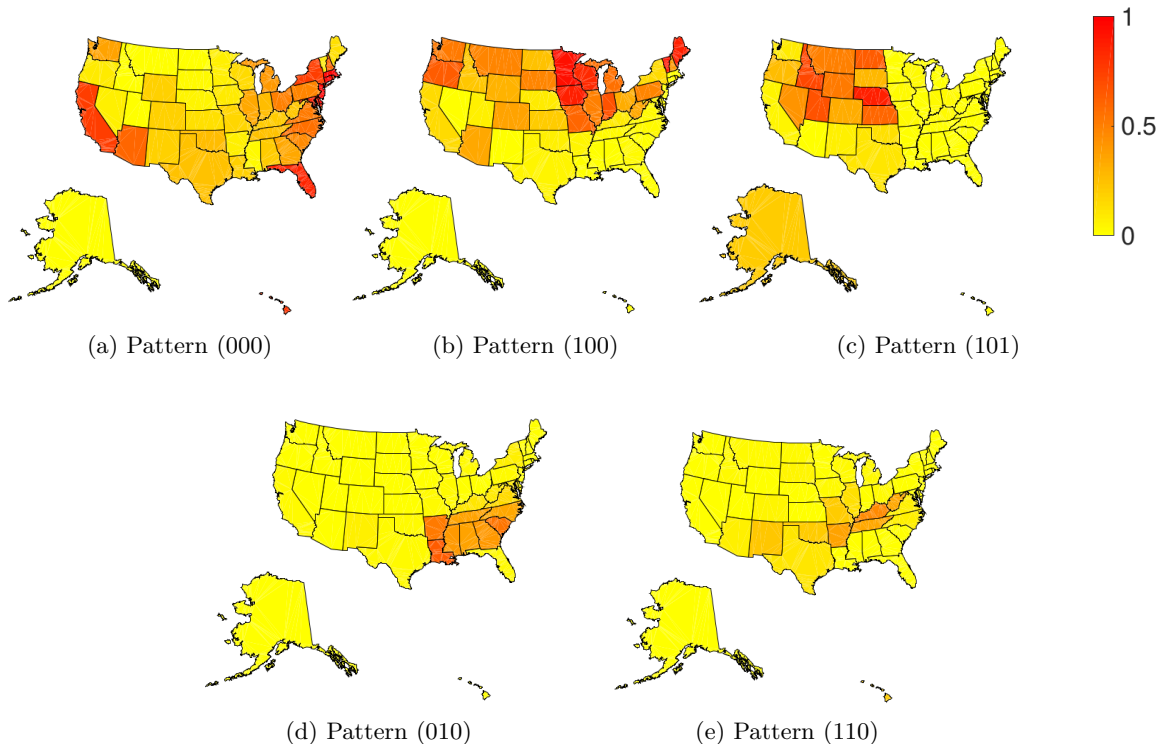 1
0.5
0
(a) Pattern (000)
(b) Pattern (100)
(c) Pattern (101)
(d) Pattern (010)
(e) Pattern (110)